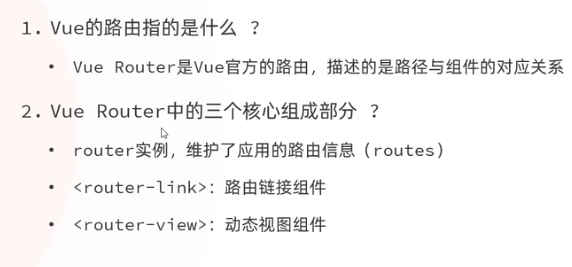 1. Vue的路由指的是什么 ？
• Vue Router是Vue官方的路由，描述的是路径与组件的对应关系
2. Vue Router中的三个核心组成部分 ？
• router实例，维护了应用的路由信息（routes）
• <router-link>：路由链接组件
• <router-view>：动态视图组件